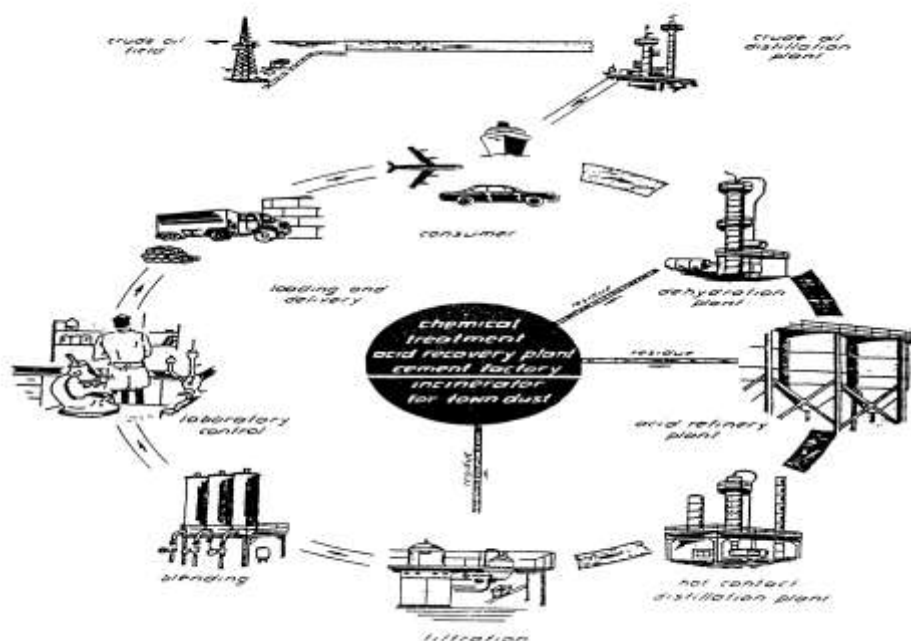 crude oil
field
crude oil
distillation
plant
consumer
loading and
delivery
residue
dehydration
plant
chemical
treatment
acid recovery plant
cement factory
incinerator
for town dust
residue
acid refinery
plant
laboratory
control
residue
blending
hot contact
distillation plant
filtration